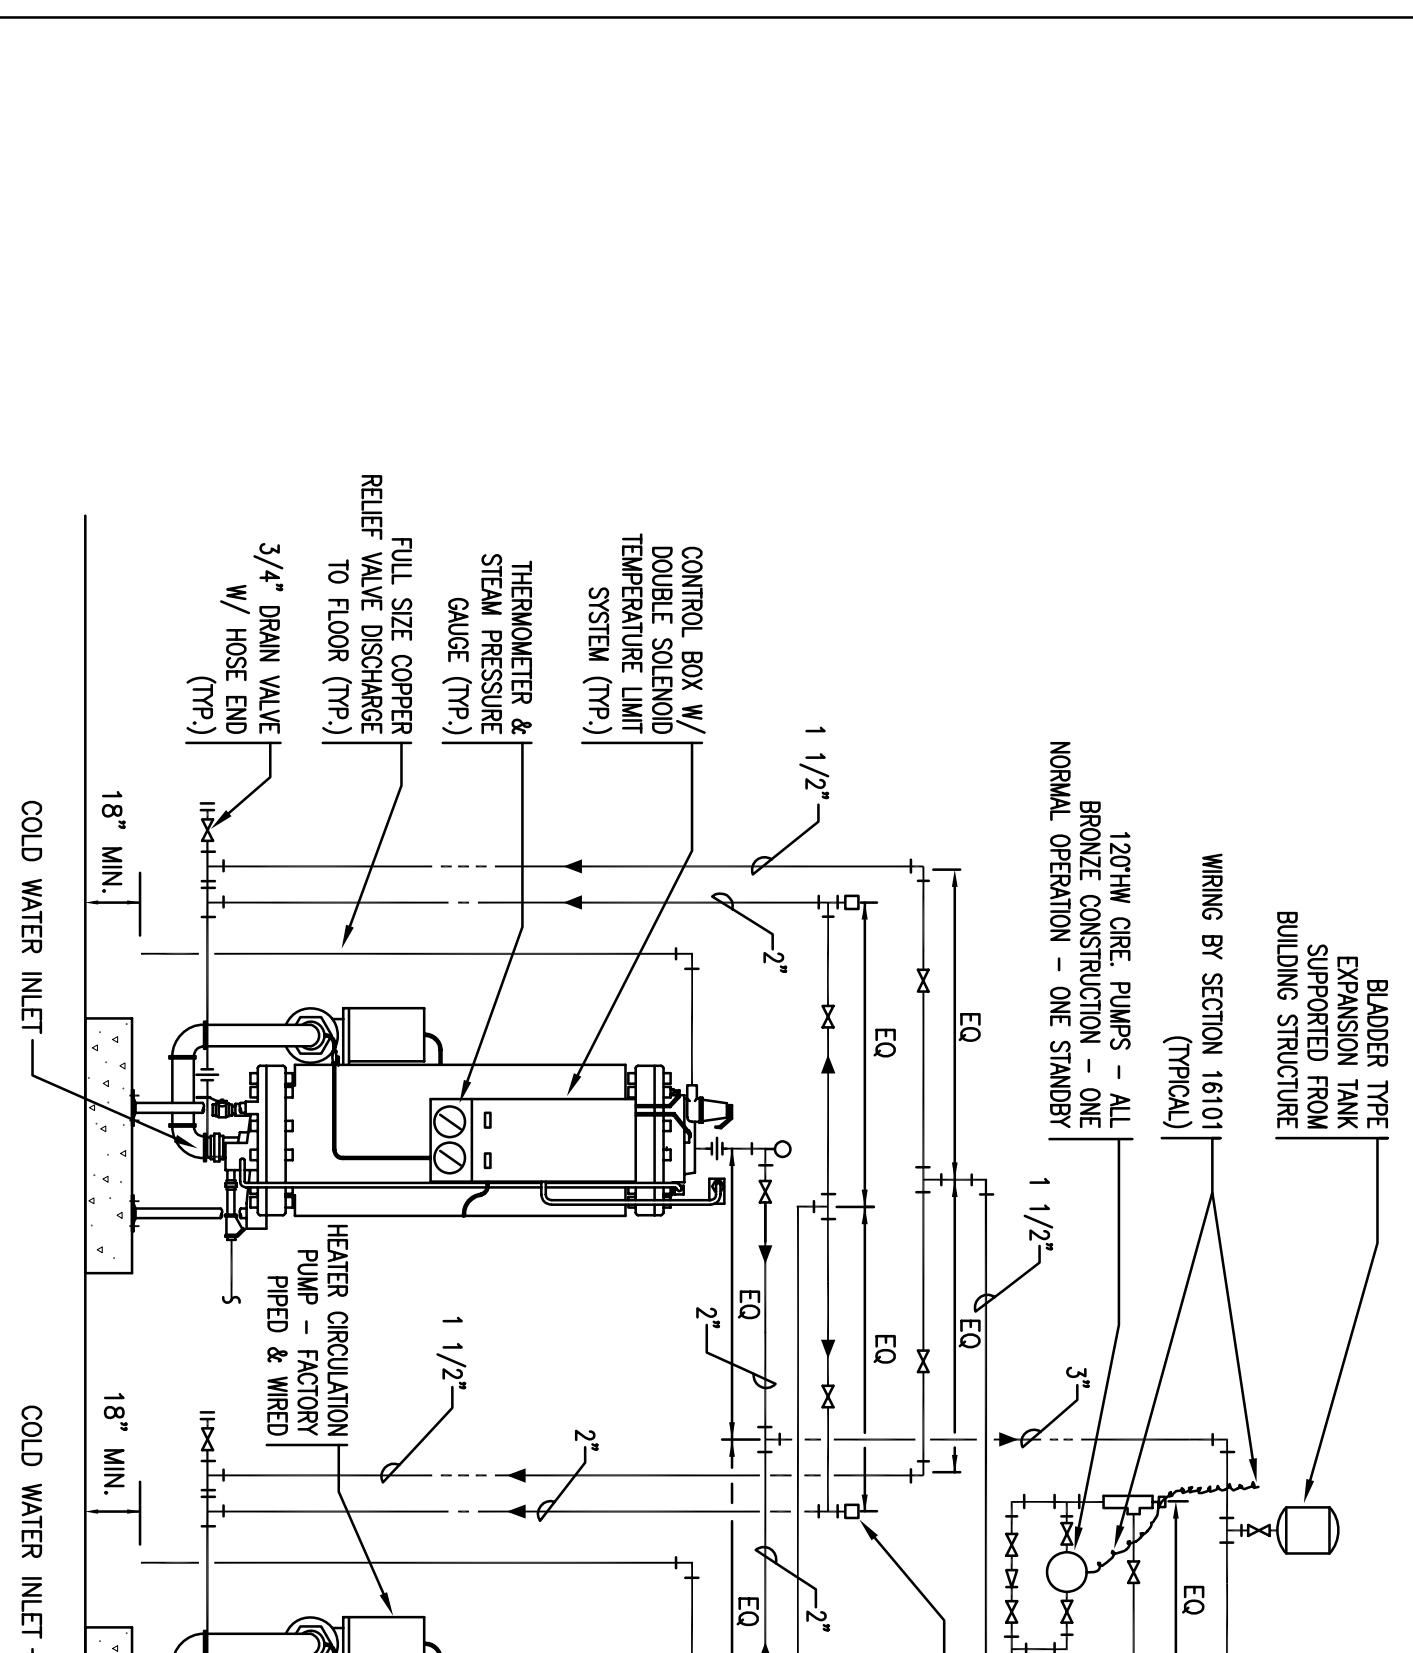 BLADDER TYPE
EXPANSION TANK
SUPPORTED FROM
BUILDING STRUCTURE
WIRING BY SECTION 16101
(TYPICAL)
120°HW CIRE. PUMPS - ALL
BRONZE CONSTRUCTION - ONE
NORMAL OPERATION - ONE STANDBY
CONTROL BOX W/
DOUBLE SOLENOID
TEMPERATURE LIMIT
SYSTEM (TYP.)
THERMOMETER &
STEAM PRESSURE
GAUGE (TYP.)
FULL SIZE COPPER
RELIEF VALVE DISCHARGE
TO FLOOR (TYP.)
3/4" DRAIN VALVE
W/ HOSE END
(TYP.)
1 1/2"
2"
EQ
EQ
1 1/2"
EQ
EQ
3"
EQ
2"
EQ
EQ
2"
18" MIN.
COLD WATER INLET
HEATER CIRCULATION
PUMP - FACTORY
PIPED & WIRED
1 1/2"
2"
S
18" MIN.
COLD WATER INLET